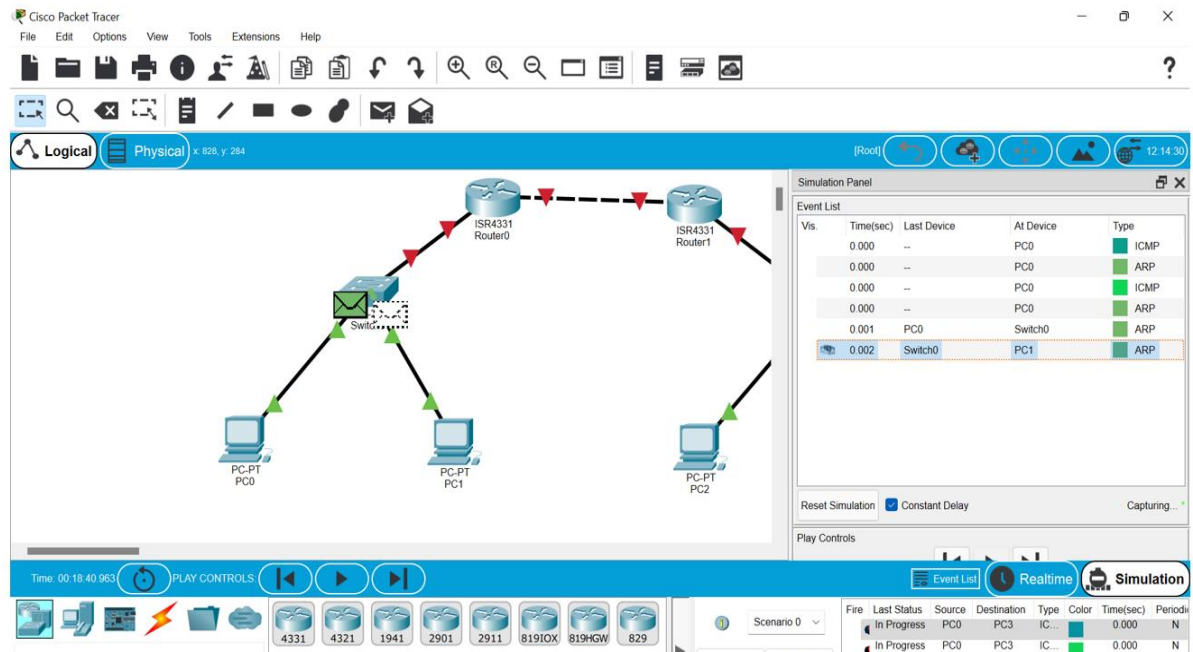 Cisco Packet Tracer
File Edit Options View Tools Extensions Help
?
Logical Physical x: 828, y: 284 [Root] 12:14:30
Simulation Panel
Event List
Vis. Time(sec) Last Device At Device Type
0.000 -- PC0 ICMP
0.000 -- PC0 ARP
0.000 -- PC0 ICMP
0.000 -- PC0 ARP
0.001 PC0 Switch0 ARP
0.002 Switch0 PC1 ARP
ISR4331
Router0
ISR4331
Router1
PC-PT
PC0
PC-PT
PC1
PC-PT
PC2
Reset Simulation Constant Delay Capturing...
Play Controls
Time: 00:18:40.963 PLAY CONTROLS: Event List Realtime Simulation
4331 4321 1941 2901 2911 819IOX 819HGW 829
Scenario 0
Fire Last Status Source Destination Type Color Time(sec) Periodi
In Progress PC0 PC3 IC... 0.000 N
In Progress PC0 PC3 IC... 0.000 N